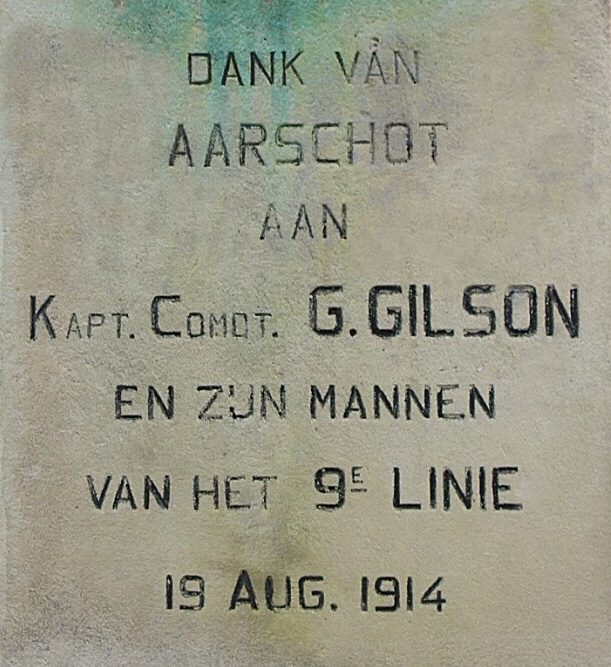 DANK VAN
AARSCHOT
AAN
KAPT. COMDT. G. GILSON
EN ZIJN MANNEN
VAN HET 9E LINIE
19 AUG. 1914